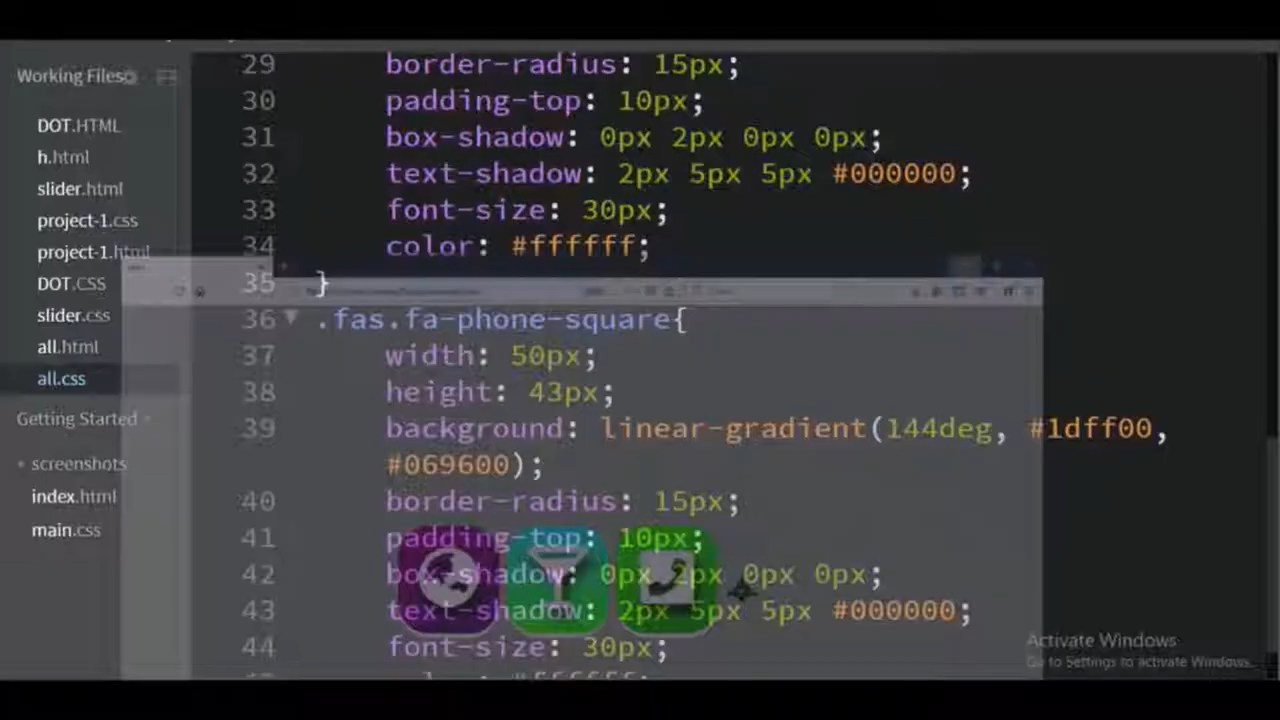 Working Files
DOT.HTML
h.html
slider.html
project-1.css
project-1.html
DOT.CSS
slider.css
all.html
all.css
Getting Started
screenshots
index.html
main.css
29 border-radius: 15px;
30 padding-top: 10px;
31 box-shadow: 0px 2px 0px 0px;
32 text-shadow: 2px 5px 5px #000000;
33 font-size: 30px;
34 color: #ffffff;
35 }
36 .fas.fa-phone-square{
37 width: 50px;
38 height: 43px;
39 background: linear-gradient(144deg, #1dff00,
#069600);
40 border-radius: 15px;
41 padding-top: 10px;
42 box-shadow: 0px 2px 0px 0px;
43 text-shadow: 2px 5px 5px #000000;
44 font-size: 30px;
Activate Windows
Go to Settings to activate Windows.